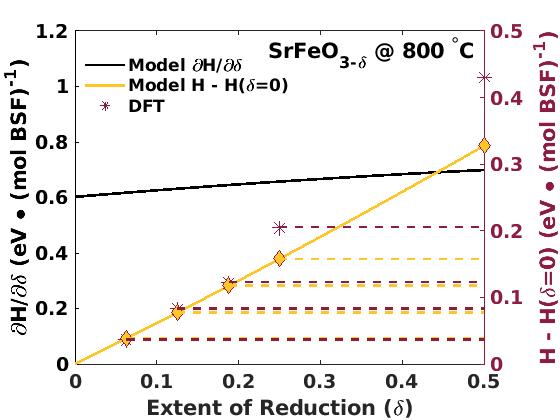 SrFeO3-δ @ 800 °C
Model ∂H/∂δ
Model H - H(δ=0)
DFT
∂H/∂δ (eV • (mol BSF)-1)
1.2
1
0.8
0.6
0.4
0.2
0
0 0.1 0.2 0.3 0.4 0.5
Extent of Reduction (δ)
0.5
0.4
0.3
0.2
0.1
0
H - H(δ=0) (eV • (mol BSF)-1)